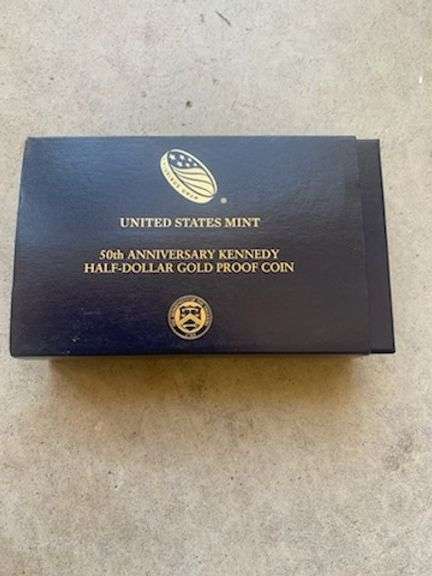 ®
UNITED STATES MINT
50th ANNIVERSARY KENNEDY
HALF-DOLLAR GOLD PROOF COIN